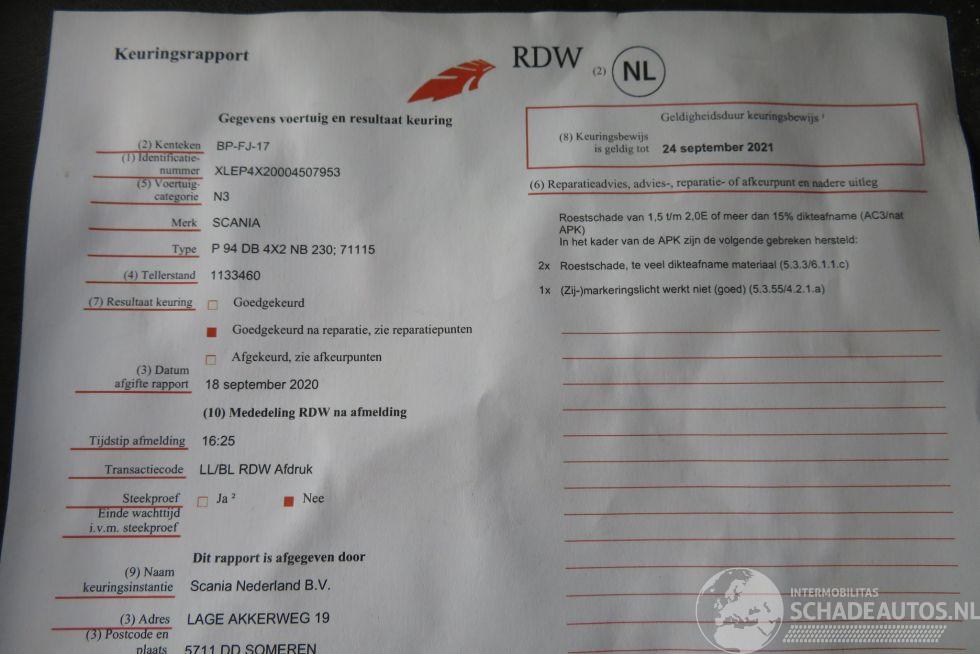 Keuringsrapport
RDW (2) NL
Gegevens voertuig en resultaat keuring
(2) Kenteken BP-FJ-17
(1) Identificatie-
nummer XLEP4X20004507953
(5) Voertuig-
categorie N3
Merk SCANIA
Type P 94 DB 4X2 NB 230; 71115
(4) Tellerstand 1133460
(7) Resultaat keuring Goedgekeurd
Goedgekeurd na reparatie, zie reparatiepunten
Afgekeurd, zie afkeurpunten
(3) Datum
afgifte rapport 18 september 2020
(10) Mededeling RDW na afmelding
Tijdstip afmelding 16:25
Transactiecode LL/BL RDW Afdruk
Steekproef Ja ² Nee
Einde wachttijd
i.v.m. steekproef
Dit rapport is afgegeven door
(9) Naam
keuringsinstantie Scania Nederland B.V.
(3) Adres LAGE AKKERWEG 19
(3) Postcode en
plaats 5711 DD SOMEREN
Geldigheidsduur keuringsbewijs ¹
(8) Keuringsbewijs
is geldig tot 24 september 2021
(6) Reparatieadvies, advies-, reparatie- of afkeurpunt en nadere uitleg
Roestschade van 1,5 t/m 2,0E of meer dan 15% dikteafname (AC3/nat
APK)
In het kader van de APK zijn de volgende gebreken hersteld:
2x Roestschade, te veel dikteafname materiaal (5.3.3/6.1.1.c)
1x (Zij-)markeringslicht werkt niet (goed) (5.3.55/4.2.1.a)
INTERMOBILITAS
SCHADEAUTOS.NL